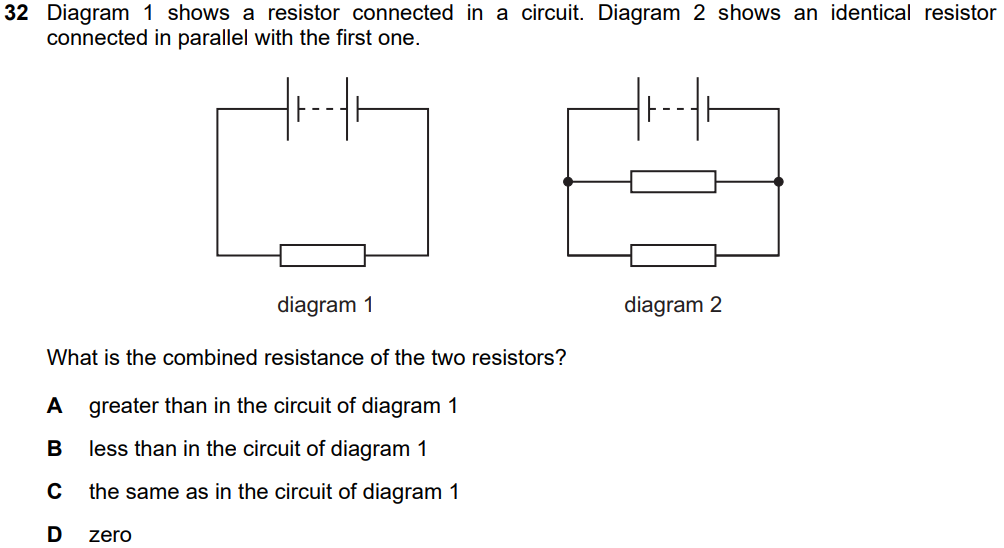 32 Diagram 1 shows a resistor connected in a circuit. Diagram 2 shows an identical resistor
connected in parallel with the first one.
diagram 1
diagram 2
What is the combined resistance of the two resistors?
A greater than in the circuit of diagram 1
B less than in the circuit of diagram 1
C the same as in the circuit of diagram 1
D zero